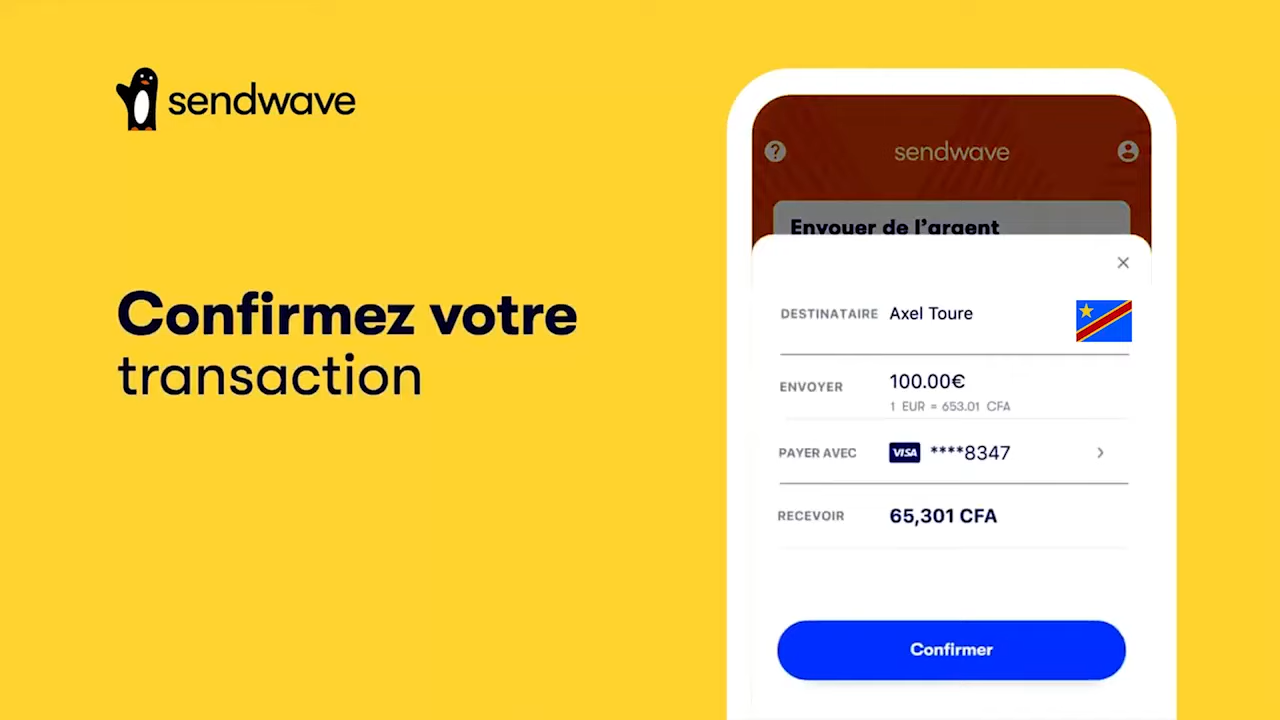 sendwave
Confirmez votre
transaction
?
sendwave
Envoyer de l'argent
DESTINATAIRE Axel Toure
ENVOYER 100.00€
1 EUR = 653.01 CFA
PAYER AVEC VISA ****8347
RECEVOIR 65,301 CFA
Confirmer